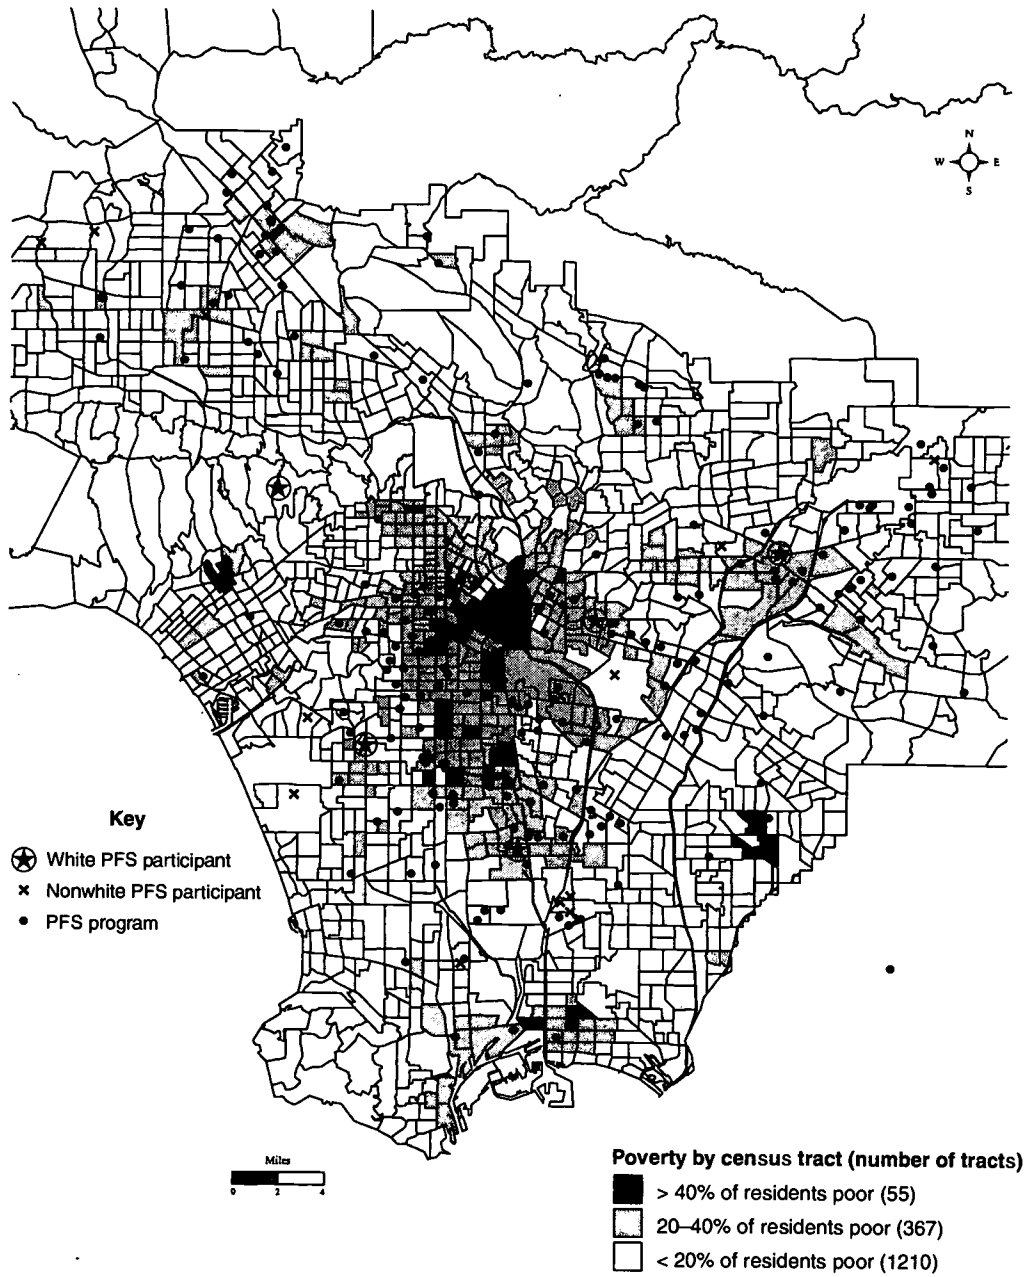 N
W E
S
Key
White PFS participant
Nonwhite PFS participant
PFS program
Miles
0 2 4
Poverty by census tract (number of tracts)
> 40% of residents poor (55)
20–40% of residents poor (367)
< 20% of residents poor (1210)